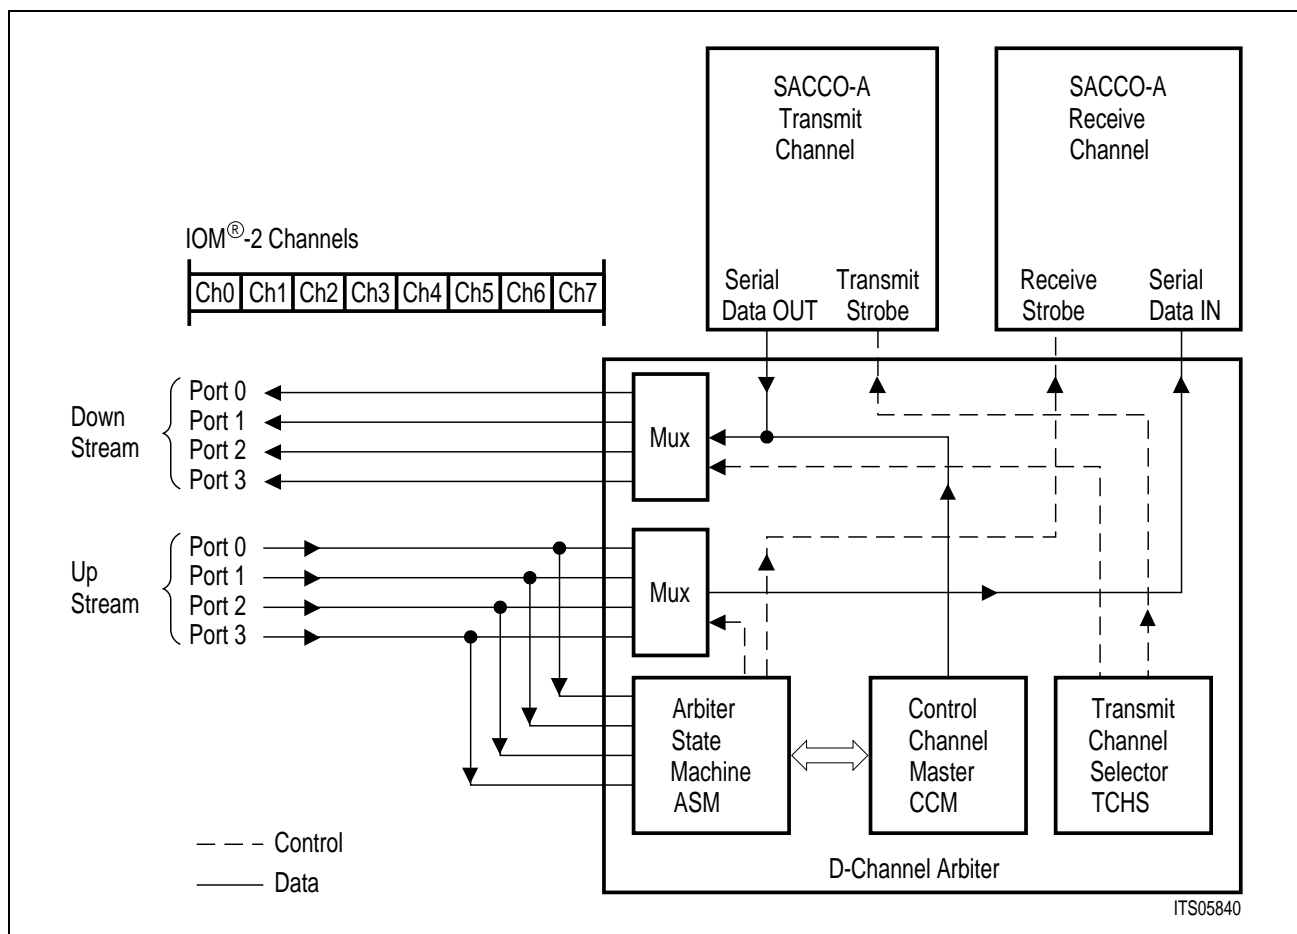 SACCO-A
Transmit
Channel
Serial
Data OUT
Transmit
Strobe
SACCO-A
Receive
Channel
Receive
Strobe
Serial
Data IN
IOM®-2 Channels
Ch0 Ch1 Ch2 Ch3 Ch4 Ch5 Ch6 Ch7
Down
Stream
Port 0
Port 1
Port 2
Port 3
Mux
Up
Stream
Port 0
Port 1
Port 2
Port 3
Mux
Arbiter
State
Machine
ASM
Control
Channel
Master
CCM
Transmit
Channel
Selector
TCHS
Control
Data
D-Channel Arbiter
ITS05840